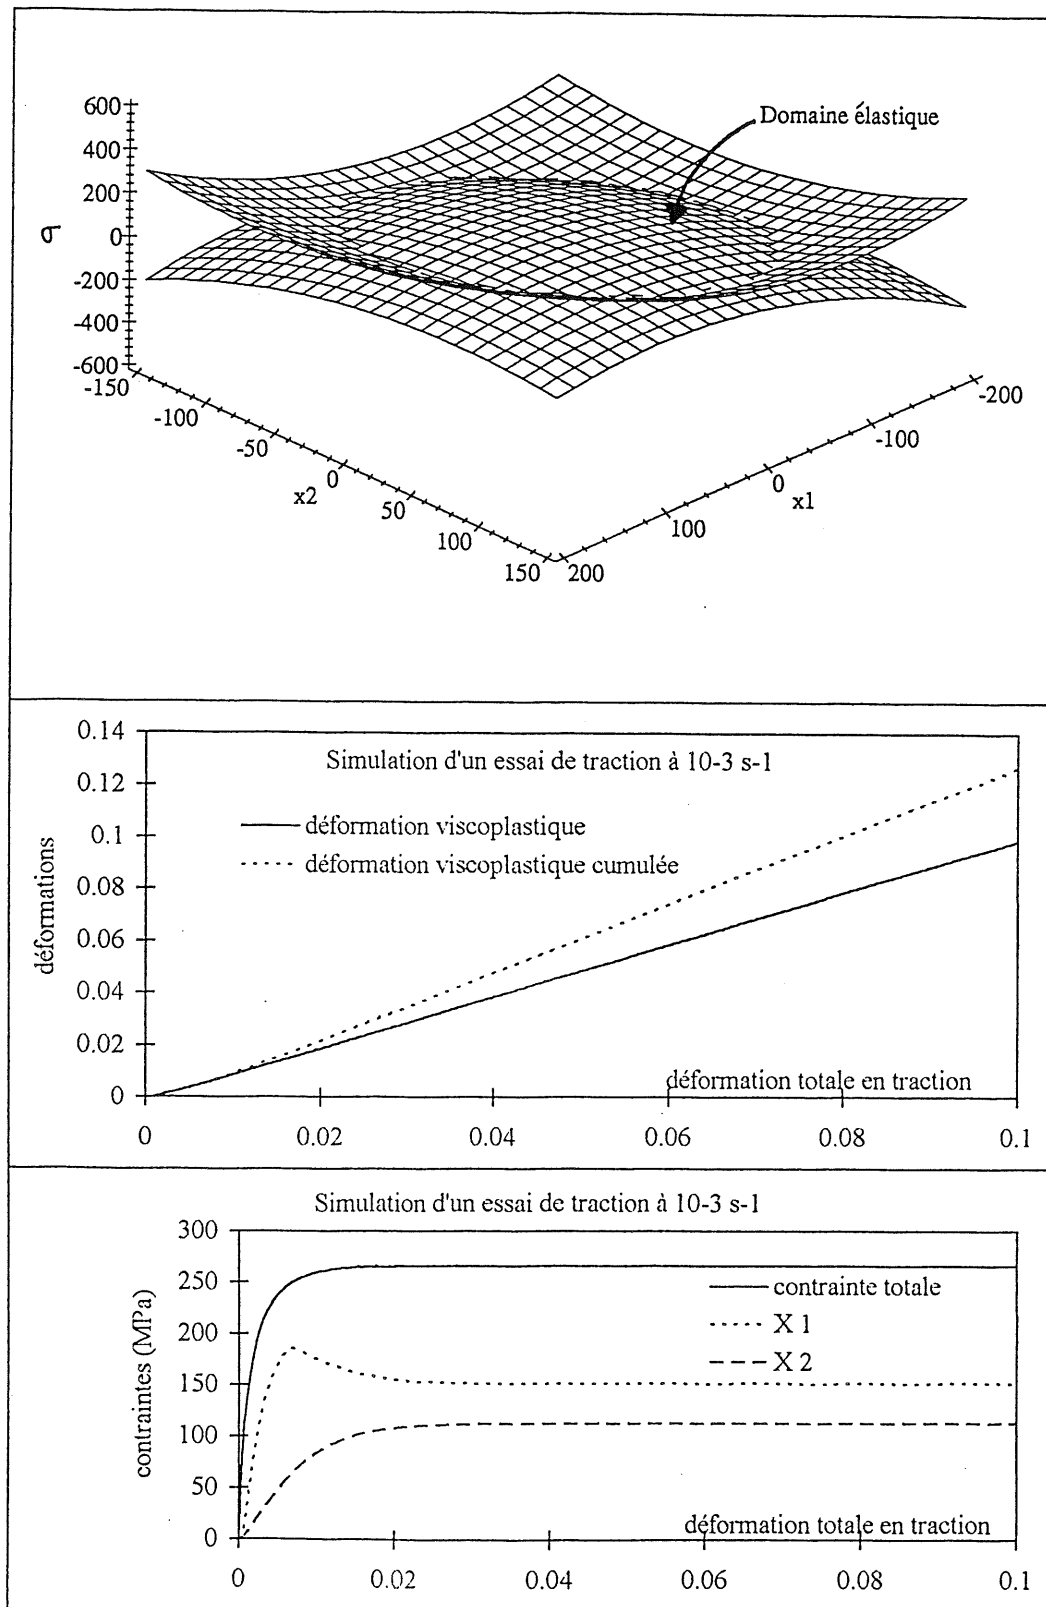 Domaine élastique
600
400
200
0
-200
-400
-600
σ
-150
-100
-50
0
50
100
150
x2
-200
-100
0
100
200
x1
0.14
0.12
0.1
0.08
0.06
0.04
0.02
0
déformations
Simulation d'un essai de traction à 10-3 s-1
déformation viscoplastique
déformation viscoplastique cumulée
déformation totale en traction
0 0.02 0.04 0.06 0.08 0.1
Simulation d'un essai de traction à 10-3 s-1
300
250
200
150
100
50
0
contraintes (MPa)
contrainte totale
X 1
X 2
déformation totale en traction
0 0.02 0.04 0.06 0.08 0.1